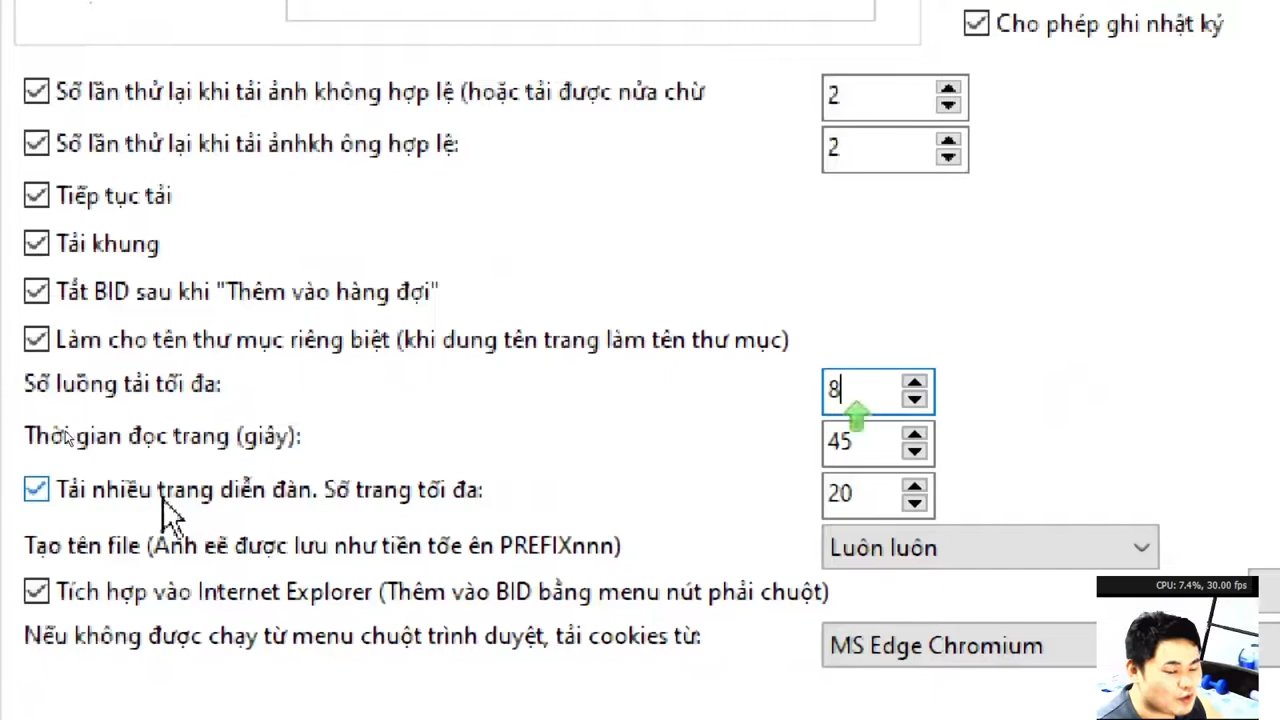 Cho phép ghi nhật ký
Số lần thử lại khi tải ảnh không hợp lệ (hoặc tải được nửa chừ
2
Số lần thử lại khi tải ảnhkh ông hợp lệ:
2
Tiếp tục tải
Tải khung
Tắt BID sau khi "Thêm vào hàng đợi"
Làm cho tên thư mục riêng biệt (khi dung tên trang làm tên thư mục)
Số luồng tải tối đa:
8
Thời gian đọc trang (giây):
45
Tải nhiều trang diễn đàn. Số trang tối đa:
20
Tạo tên file (Ảnh eẽ được lưu như tiền tốe ên PREFIXnnn)
Luôn luôn
Tích hợp vào Internet Explorer (Thêm vào BID bằng menu nút phải chuột)
CPU: 7.4%, 30.00 fps
Nếu không được chạy từ menu chuột trình duyệt, tải cookies từ:
MS Edge Chromium